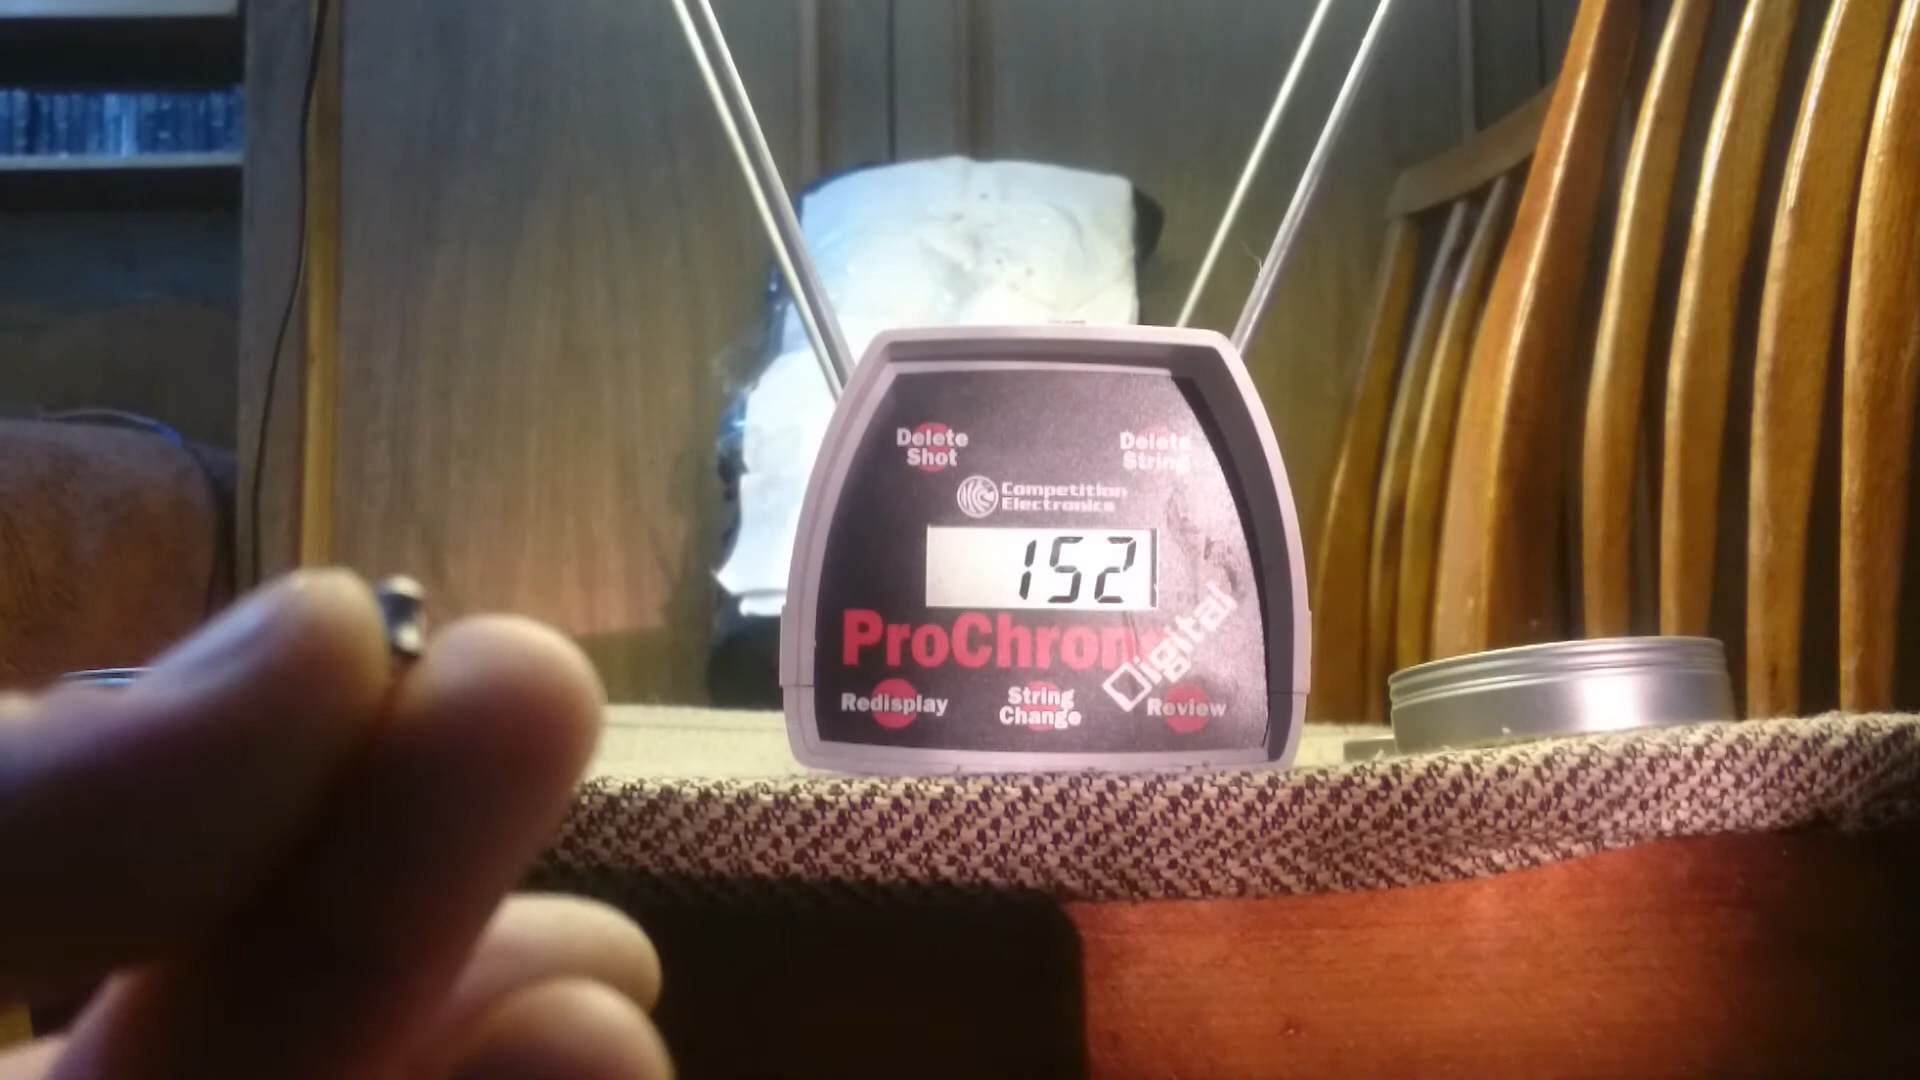 Delete
Shot
Delete
String
Competition
Electronics
152
ProChrono
Digital
Redisplay
String
Change
Review